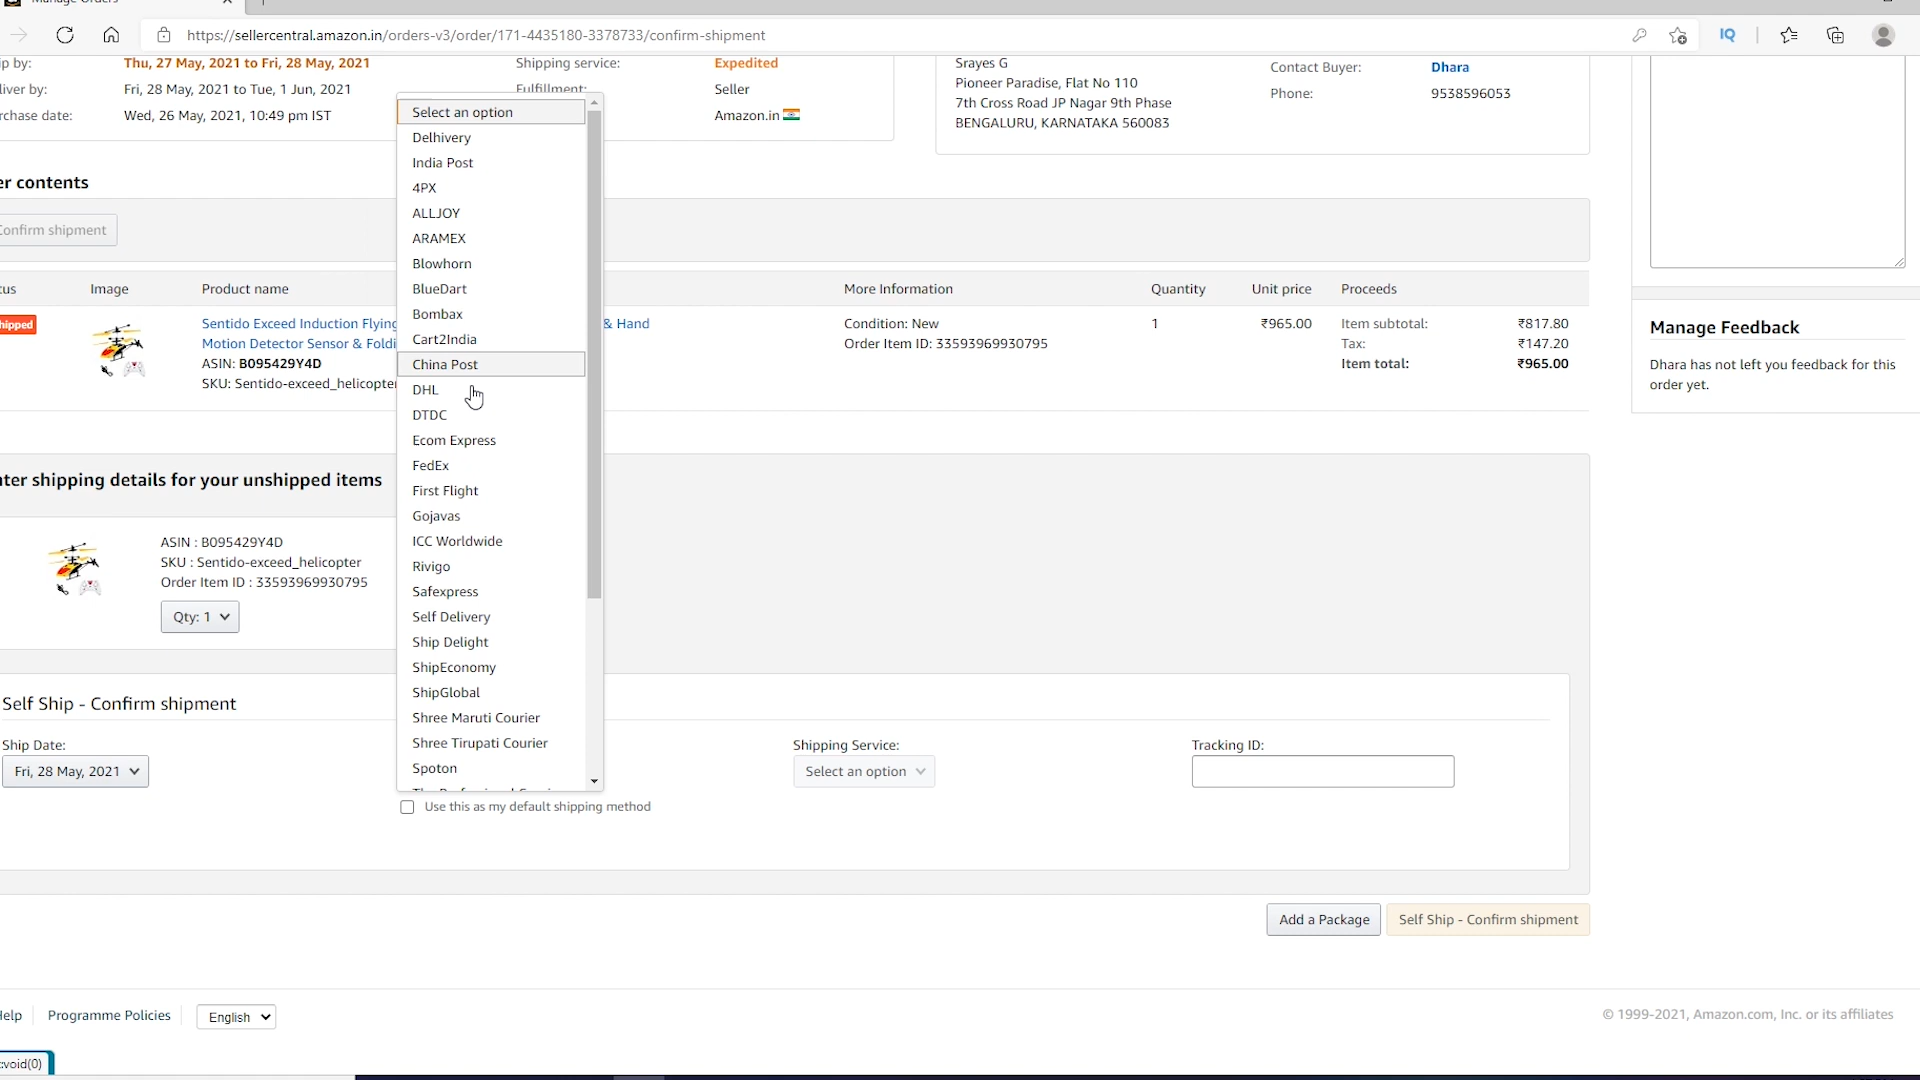 https://sellercentral.amazon.in/orders-v3/order/171-4435180-3378733/confirm-shipment
IQ
Thu, 27 May, 2021 to Fri, 28 May, 2021
Fri, 28 May, 2021 to Tue, 1 Jun, 2021
Wed, 26 May, 2021, 10:49 pm IST
Shipping service:
Expedited
Fulfillment:
Seller
Amazon.in
Srayes G
Pioneer Paradise, Flat No 110
7th Cross Road JP Nagar 9th Phase
BENGALURU, KARNATAKA 560083
Contact Buyer:
Dhara
Phone:
9538596053
er contents
Confirm shipment
tus
Image
Product name
More Information
Quantity
Unit price
Proceeds
hipped
Sentido Exceed Induction Flying
& Hand
Motion Detector Sensor & Foldi
ASIN: B095429Y4D
SKU: Sentido-exceed_helicopter
Condition: New
Order Item ID: 33593969930795
1
₹965.00
Item subtotal:
₹817.80
Tax:
₹147.20
Item total:
₹965.00
Manage Feedback
Dhara has not left you feedback for this
order yet.
Select an option
Delhivery
India Post
4PX
ALLJOY
ARAMEX
Blowhorn
BlueDart
Bombax
Cart2India
China Post
DHL
DTDC
Ecom Express
FedEx
First Flight
Gojavas
ICC Worldwide
Rivigo
Safexpress
Self Delivery
Ship Delight
ShipEconomy
ShipGlobal
Shree Maruti Courier
Shree Tirupati Courier
Spoton
nter shipping details for your unshipped items
ASIN : B095429Y4D
SKU : Sentido-exceed_helicopter
Order Item ID : 33593969930795
Qty: 1
Self Ship - Confirm shipment
Ship Date:
Fri, 28 May, 2021
Shipping Service:
Select an option
Tracking ID:
Use this as my default shipping method
Add a Package
Self Ship - Confirm shipment
Help
Programme Policies
English
© 1999-2021, Amazon.com, Inc. or its affiliates
:void(0)